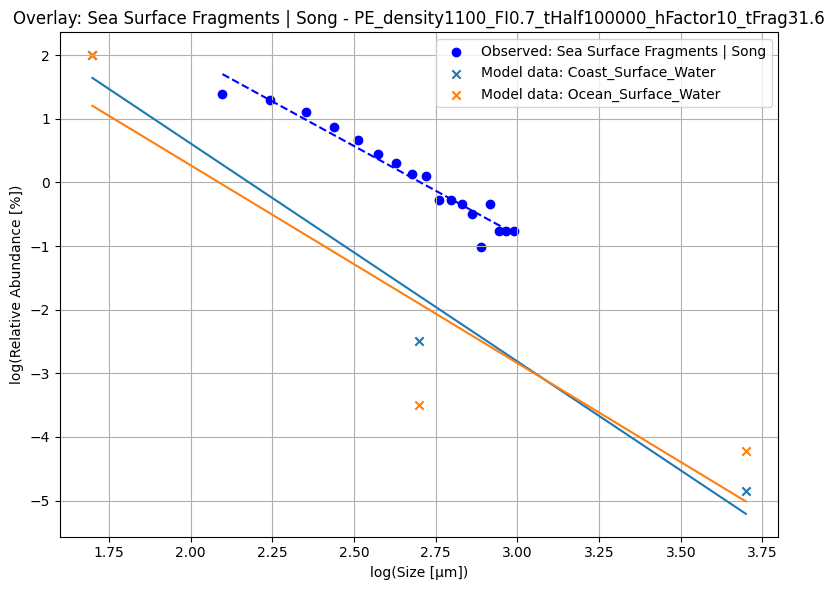 Overlay: Sea Surface Fragments | Song - PE_density1100_FI0.7_tHalf100000_hFactor10_tFrag31.6
Observed: Sea Surface Fragments | Song
Model data: Coast_Surface_Water
Model data: Ocean_Surface_Water
log(Relative Abundance [%])
2
1
0
−1
−2
−3
−4
−5
1.75
2.00
2.25
2.50
2.75
3.00
3.25
3.50
3.75
log(Size [μm])